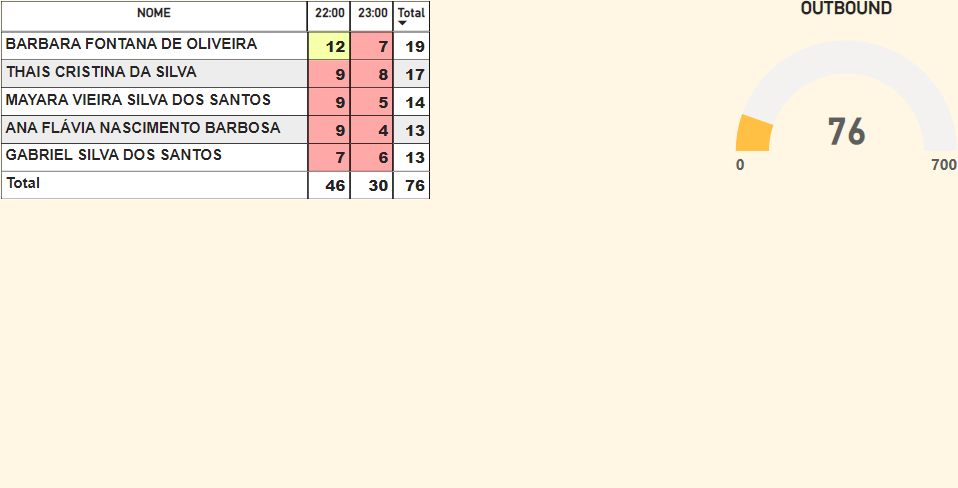 NOME 22:00 23:00 Total
BARBARA FONTANA DE OLIVEIRA 12 7 19
THAIS CRISTINA DA SILVA 9 8 17
MAYARA VIEIRA SILVA DOS SANTOS 9 5 14
ANA FLÁVIA NASCIMENTO BARBOSA 9 4 13
GABRIEL SILVA DOS SANTOS 7 6 13
Total 46 30 76
OUTBOUND
76
0 700